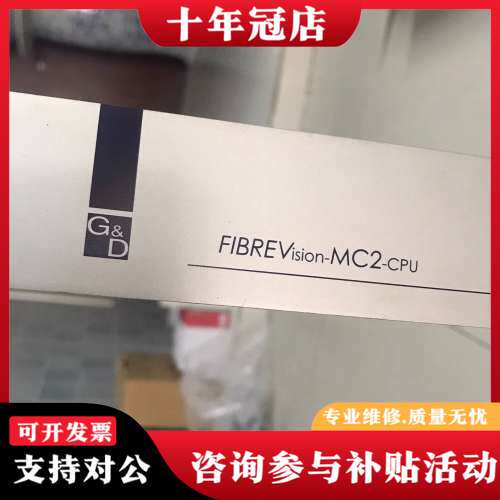 十年冠店
G&D
FIBREVision-MC2-CPU
可开发票
专业维修.质量无忧
支持对公
咨询参与补贴活动